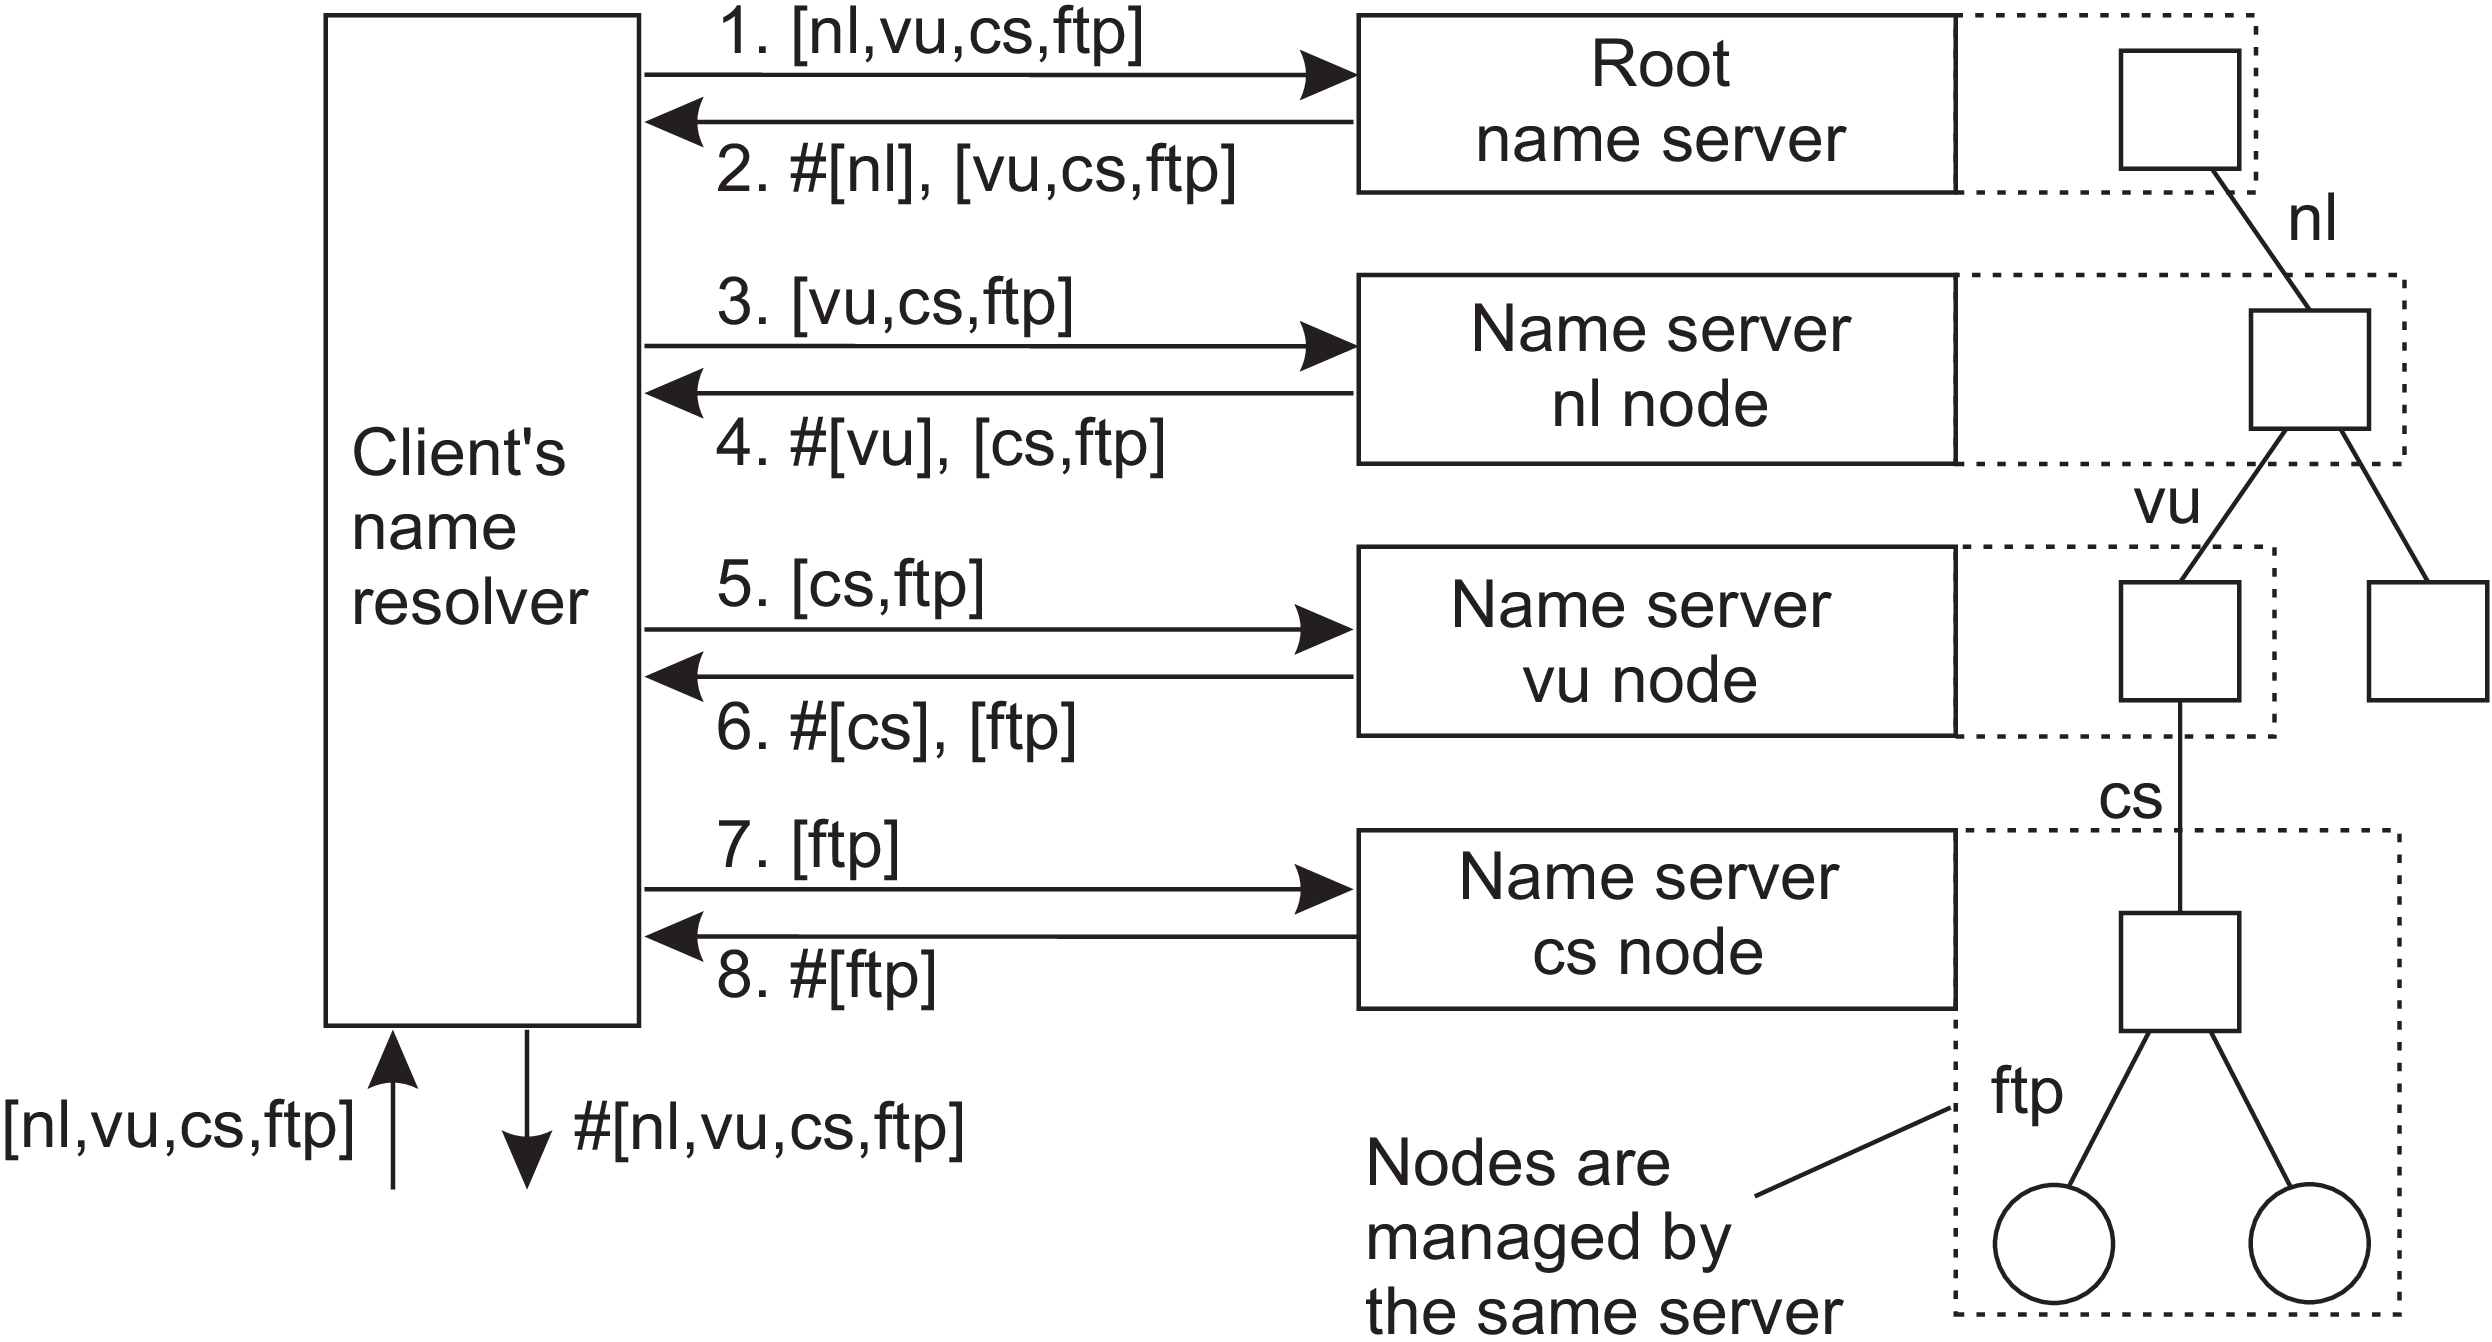 1. [nl,vu,cs,ftp]
Root
name server
2. #[nl], [vu,cs,ftp]
nl
3. [vu,cs,ftp]
Name server
nl node
4. #[vu], [cs,ftp]
vu
Client's
name
resolver
5. [cs,ftp]
Name server
vu node
6. #[cs], [ftp]
cs
7. [ftp]
Name server
cs node
8. #[ftp]
ftp
[nl,vu,cs,ftp]
#[nl,vu,cs,ftp]
Nodes are
managed by
the same server